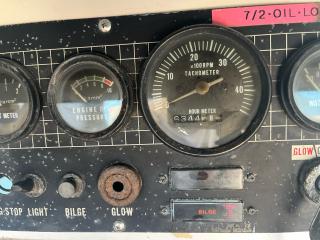 7/2-OIL-LO
20
30
X100RPM
TACHOMETER
10
40
HOUR METER
ENGINE
PRESSURE
METER
STOP LIGHT
BILGE
GLOW
GLOW
BILGE